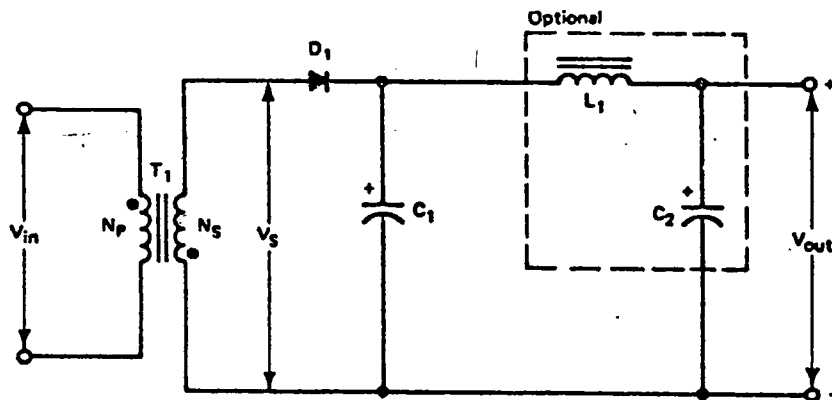 Optional
D1
L1
+
T1
+
C1
+
C2
Vin
NP
NS
VS
Vout
-